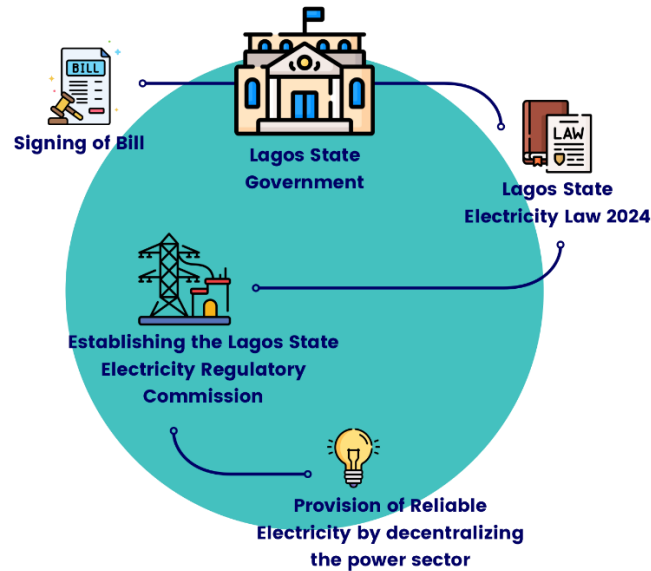 BILL
Signing of Bill
Lagos State
Government
LAW
Lagos State
Electricity Law 2024
Establishing the Lagos State
Electricity Regulatory
Commission
Provision of Reliable
Electricity by decentralizing
the power sector